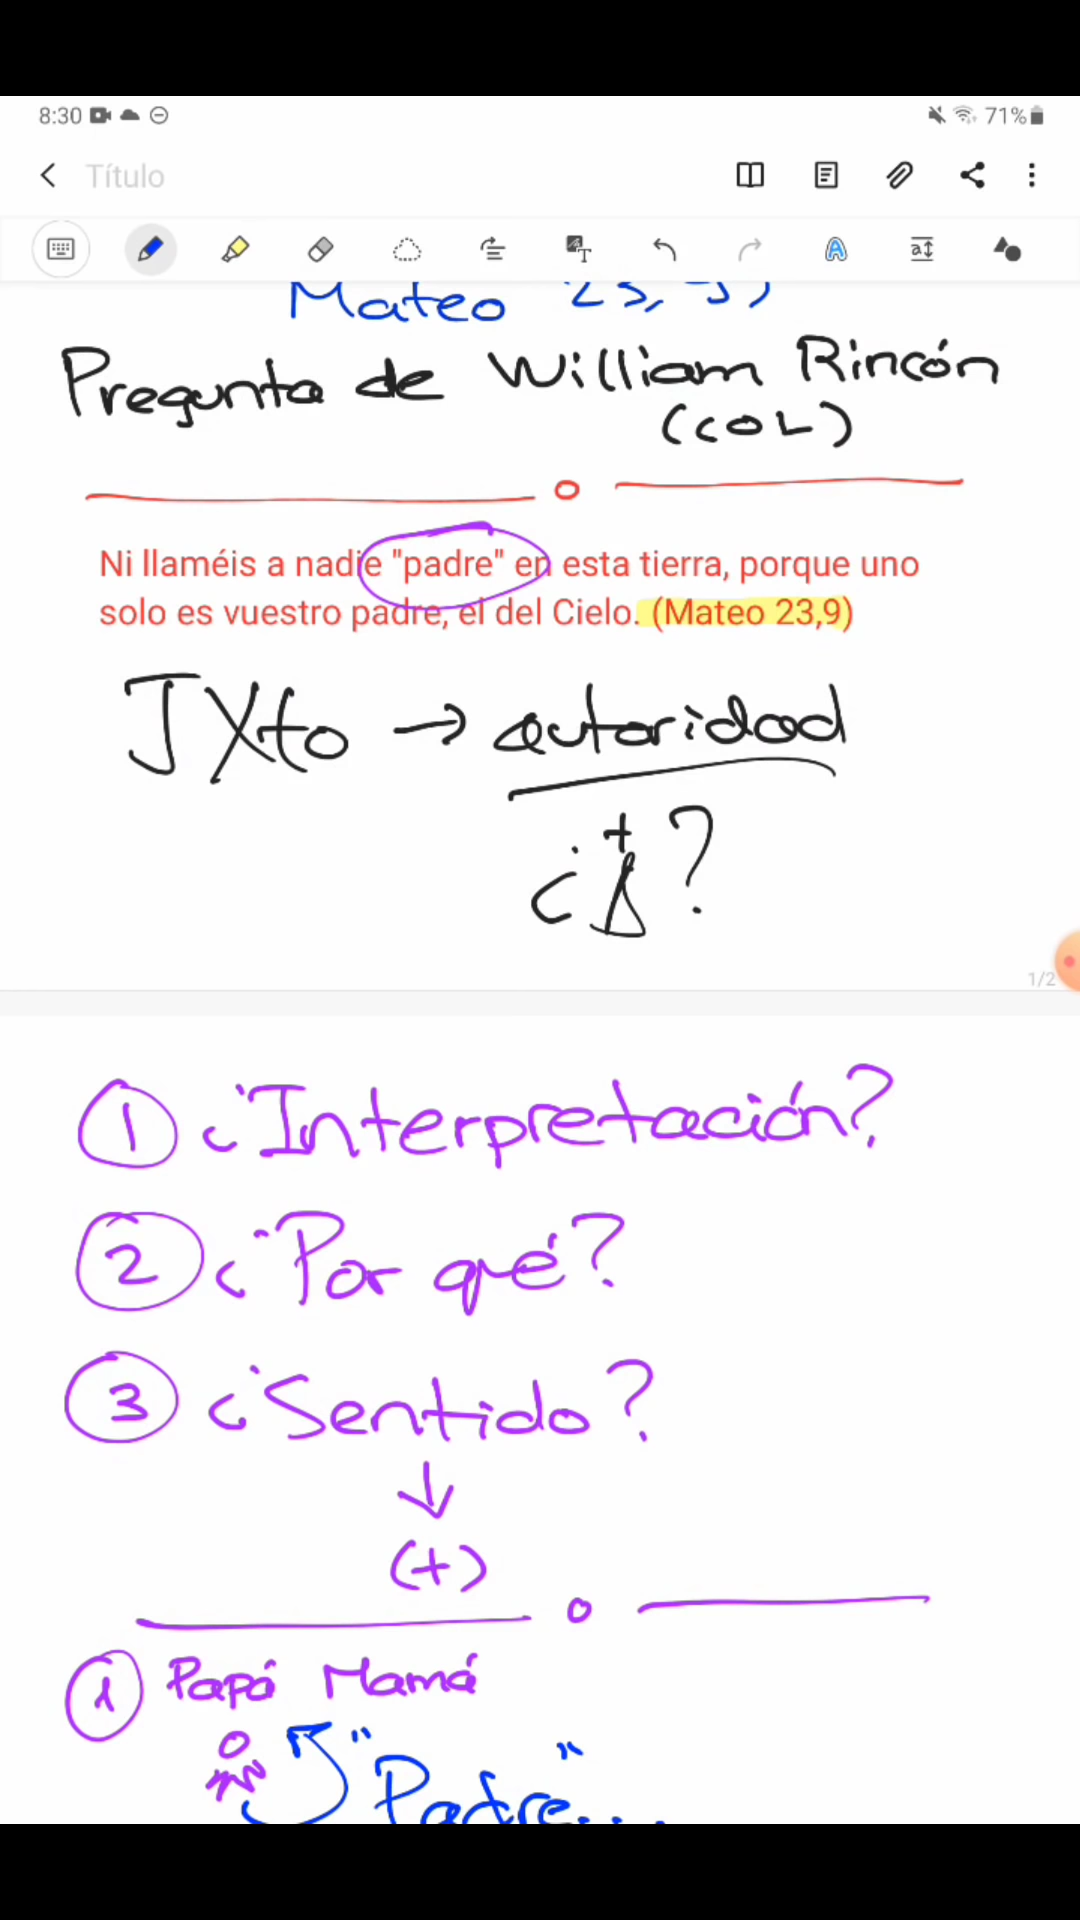 8:30
71%
Título
Mateo 23, 9
Pregunta de William Rincón
(COL)
Ni llaméis a nadie "padre" en esta tierra, porque uno
solo es vuestro padre, el del Cielo. (Mateo 23,9)
JXto → autoridad
1/2
① ¿Interpretación?
② ¿Por qué?
③ ¿Sentido?
↓
(+)
① Papá Mamá
"Padre"...